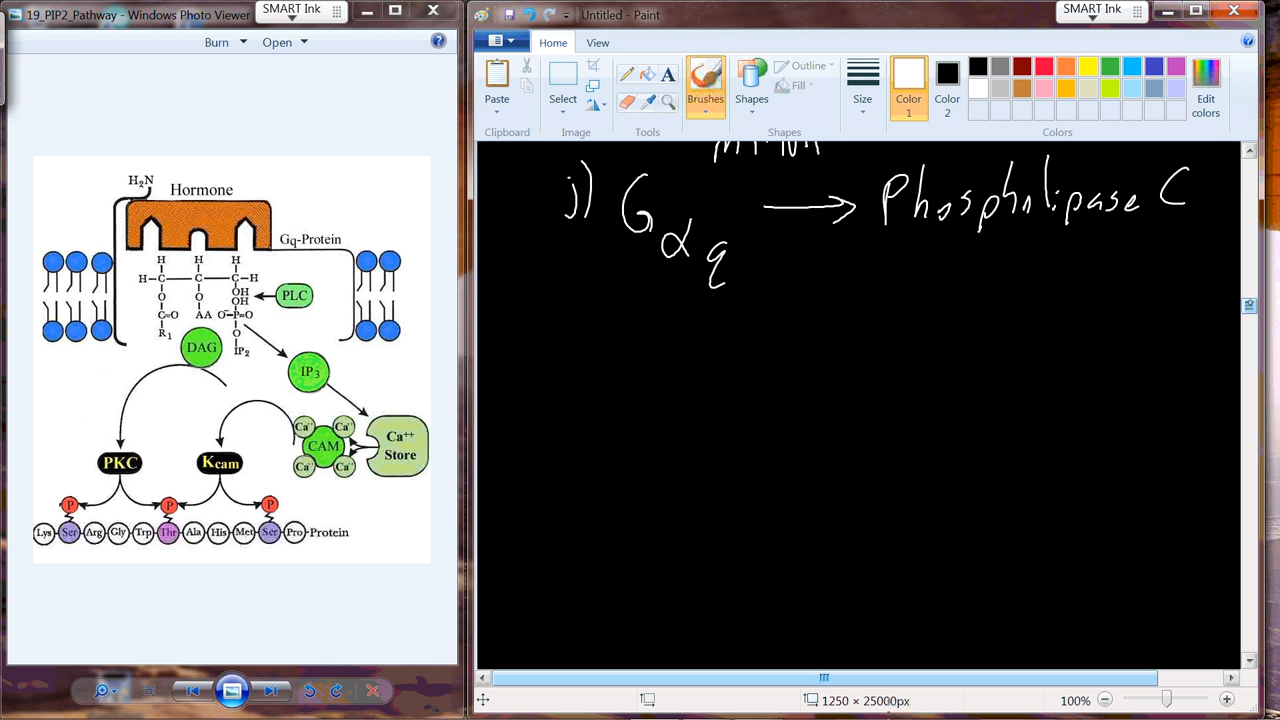 19_PIP2_Pathway - Windows Photo Viewer
SMART Ink
Burn Open
H₂N
Hormone
Gq-Protein
H H H
H-C C C-H
O O OH
OH
PLC
C=O AA O⁻-P=O
R₁ O
DAG IP₂
IP₃
Ca⁺⁺ Store
CAM
Ca⁺⁺ Ca⁺⁺
Ca⁺⁺ Ca⁺⁺
PKC Kcam
P P P
Lys Ser Arg Gly Trp Thr Ala His Met Ser Pro Protein
Untitled - Paint
SMART Ink
Home View
Paste
Select
Brushes
Shapes
Outline
Fill
Size
Color 1
Color 2
Edit colors
Clipboard Image Tools Shapes Colors
j) Gαq → Phospholipase C
1250 × 25000px
100%